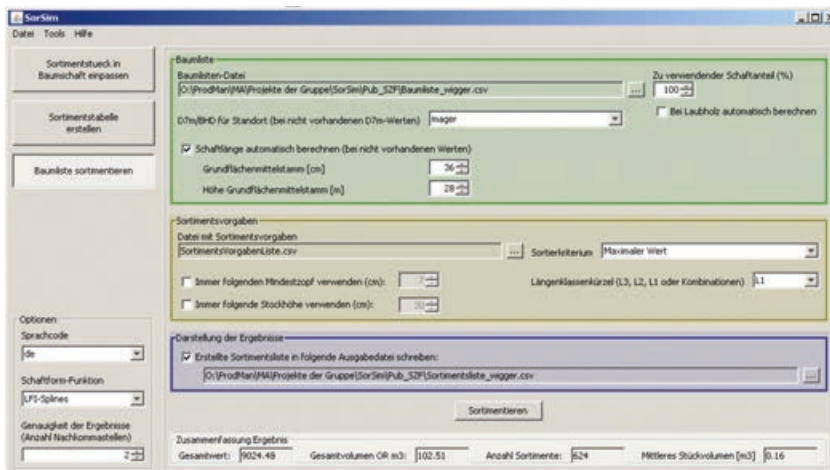 SorSim
Datei Tools Hilfe
Sortimentstueck in
Baumschaft einpassen
Sortimentstabelle
erstellen
Baumliste sortimentieren
Optionen
Sprachcode
de
Schaftform-Funktion
LFI-Splines
Genauigkeit der Ergebnisse
(Anzahl Nachkommastellen)
2
Baumliste
Baumlisten-Datei
O:\ProdMan\MA\Projekte der Gruppe\SorSim\Pub_SZF\Baumliste_wigger.csv
...
Zu verwendender Schaftanteil (%)
100
Bei Laubholz automatisch berechnen
D7m/BHD für Standort (bei nicht vorhandenen D7m-Werten) mager
Schaftlänge automatisch berechnen (bei nicht vorhandenen Werten)
Grundflächenmittelstamm [cm] 36
Höhe Grundflächenmittelstamm [m] 28
Sortimentsvorgaben
Datei mit Sortimentsvorgaben
SortimentsVorgabenListe.csv ... Sortierkriterium Maximaler Wert
Immer folgenden Mindestzopf verwenden (cm): 7 Längenklassenkürzel (L3, L2, L1 oder Kombinationen) L1
Immer folgende Stockhöhe verwenden (cm): 30
Darstellung der Ergebnisse
Erstellte Sortimentsliste in folgende Ausgabedatei schreiben:
O:\ProdMan\MA\Projekte der Gruppe\SorSim\Pub_SZF\Sortimentsliste_wigger.csv ...
Sortimentieren
Zusammenfassung Ergebnis
Gesamtwert: 9024.48 Gesamtvolumen OR m3: 102.51 Anzahl Sortimente: 624 Mittleres Stückvolumen [m3] 0.16